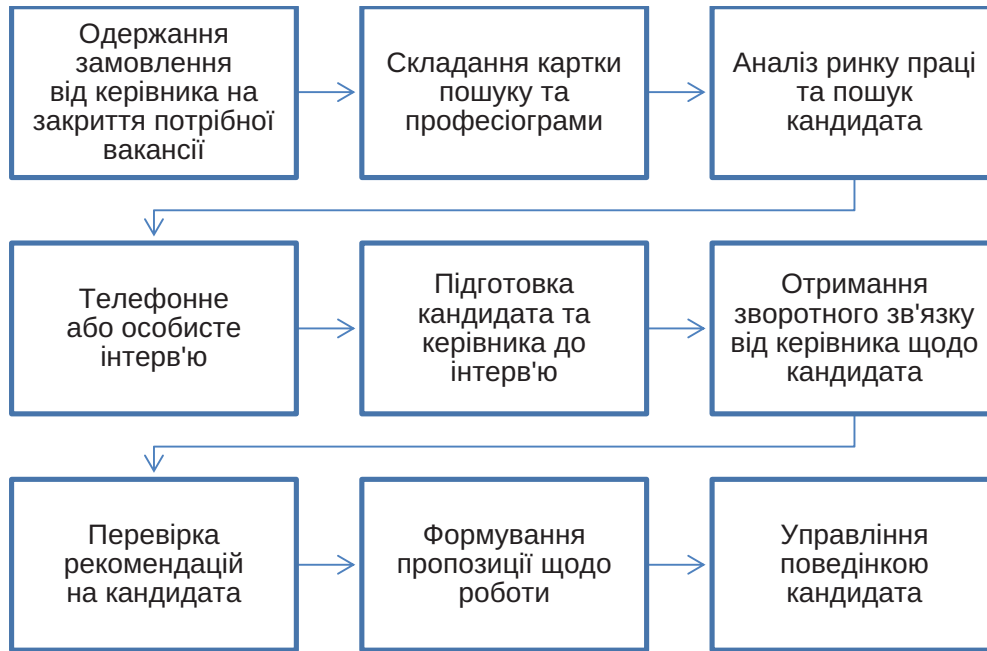 Одержання
замовлення
від керівника на
закриття потрібної
вакансії
Складання картки
пошуку та
професіограми
Аналіз ринку праці
та пошук
кандидата
Телефонне
або особисте
інтерв'ю
Підготовка
кандидата та
керівника до
інтерв'ю
Отримання
зворотного зв'язку
від керівника щодо
кандидата
Перевірка
рекомендацій
на кандидата
Формування
пропозиції щодо
роботи
Управління
поведінкою
кандидата